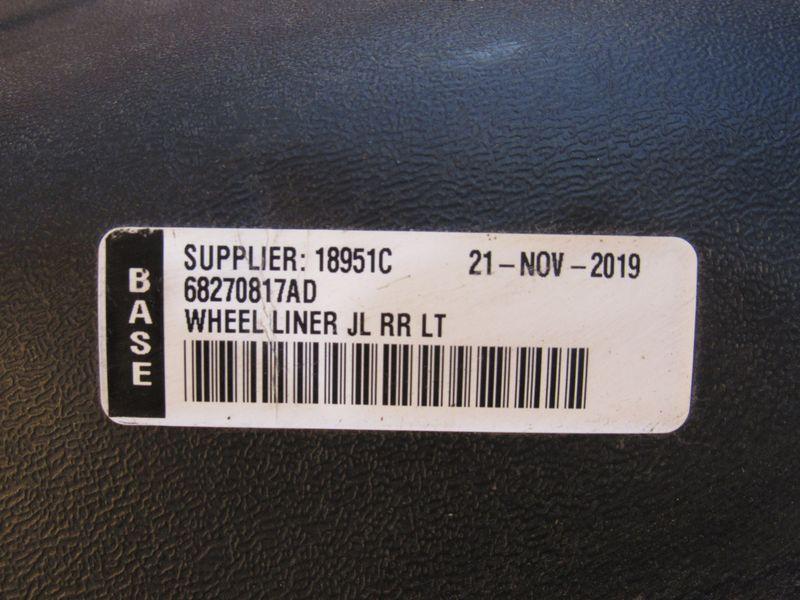 BASE
SUPPLIER: 18951C 21-NOV-2019
68270817AD
WHEEL LINER JL RR LT